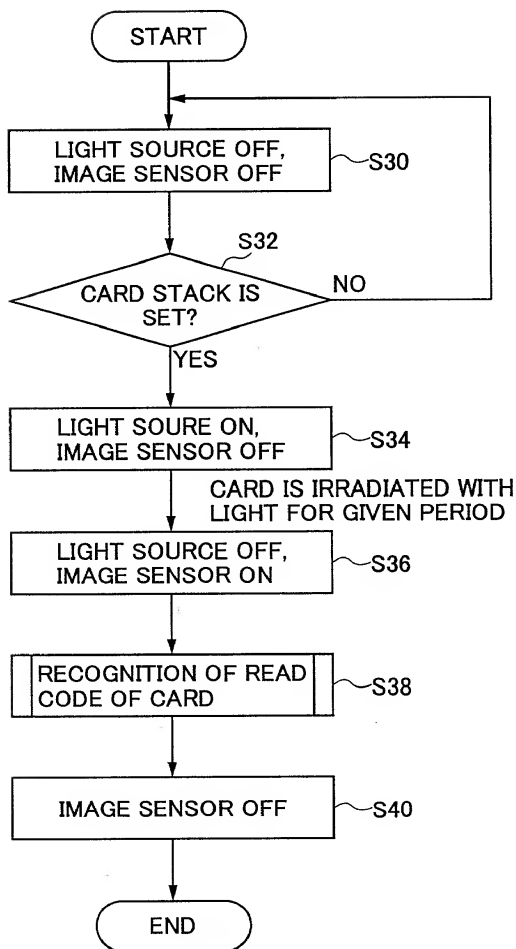 START
LIGHT SOURCE OFF,
IMAGE SENSOR OFF
S30
S32
CARD STACK IS
SET?
NO
YES
LIGHT SOURE ON,
IMAGE SENSOR OFF
S34
CARD IS IRRADIATED WITH
LIGHT FOR GIVEN PERIOD
LIGHT SOURCE OFF,
IMAGE SENSOR ON
S36
RECOGNITION OF READ
CODE OF CARD
S38
IMAGE SENSOR OFF
S40
END